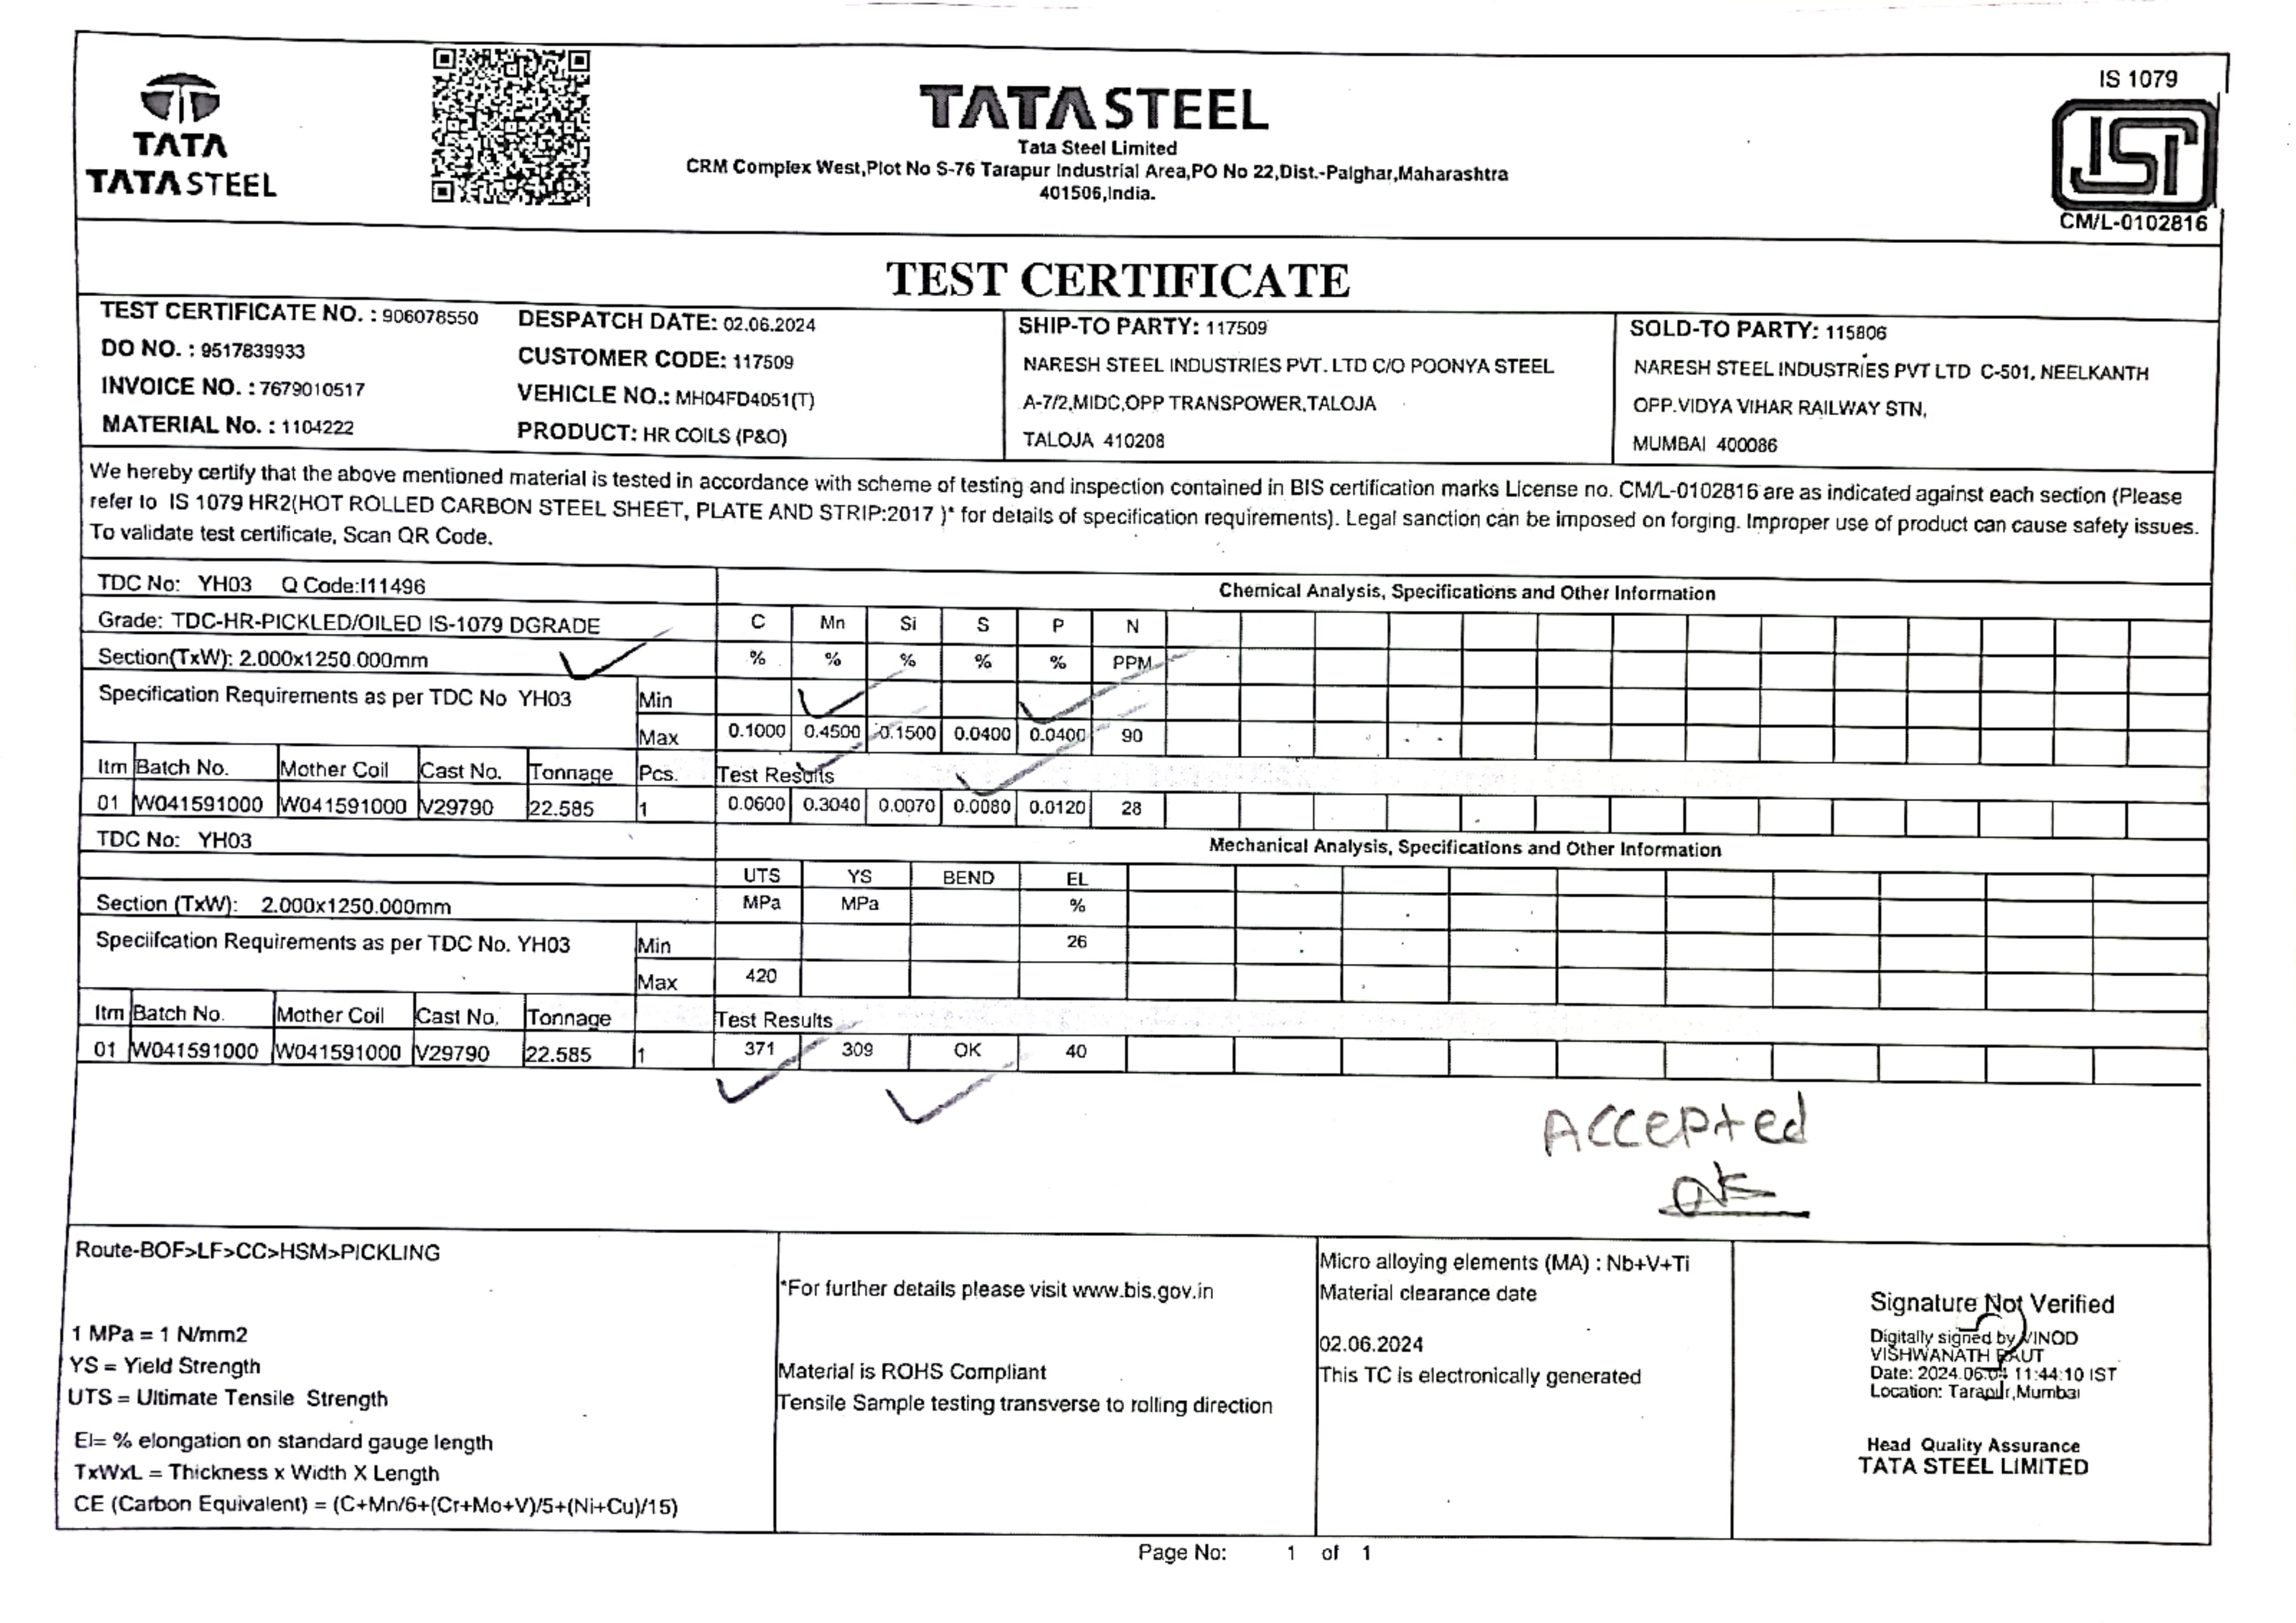 IS 1079
TATA
TATA STEEL
TATA STEEL
Tata Steel Limited
CRM Complex West,Plot No S-76 Tarapur Industrial Area,PO No 22,Dist.-Palghar,Maharashtra
401506,India.
CM/L-0102816
TEST CERTIFICATE
TEST CERTIFICATE NO. : 906078550
DO NO. : 9517839933
INVOICE NO. : 7679010517
MATERIAL No. : 1104222
DESPATCH DATE: 02.06.2024
CUSTOMER CODE: 117509
VEHICLE NO.: MH04FD4051(T)
PRODUCT: HR COILS (P&O)
SHIP-TO PARTY: 117509
NARESH STEEL INDUSTRIES PVT. LTD C/O POONYA STEEL
A-7/2,MIDC,OPP TRANSPOWER,TALOJA
TALOJA 410208
SOLD-TO PARTY: 115806
NARESH STEEL INDUSTRIES PVT LTD C-501, NEELKANTH
OPP.VIDYA VIHAR RAILWAY STN,
MUMBAI 400086
We hereby certify that the above mentioned material is tested in accordance with scheme of testing and inspection contained in BIS certification marks License no. CM/L-0102816 are as indicated against each section (Please
refer to IS 1079 HR2(HOT ROLLED CARBON STEEL SHEET, PLATE AND STRIP:2017 )* for details of specification requirements). Legal sanction can be imposed on forging. Improper use of product can cause safety issues.
To validate test certificate, Scan QR Code.
TDC No: YH03 Q Code:I11496
Chemical Analysis, Specifications and Other Information
Grade: TDC-HR-PICKLED/OILED IS-1079 DGRADE
C Mn Si S P N
Section(TxW): 2.000x1250.000mm
% % % % % PPM
Specification Requirements as per TDC No YH03
Min
Max 0.1000 0.4500 0.1500 0.0400 0.0400 90
Itm Batch No. Mother Coil Cast No. Tonnage Pcs. Test Results
01 W041591000 W041591000 V29790 22.585 1 0.0600 0.3040 0.0070 0.0080 0.0120 28
TDC No: YH03
Mechanical Analysis, Specifications and Other Information
UTS YS BEND EL
Section (TxW): 2.000x1250.000mm
MPa MPa %
Speciifcation Requirements as per TDC No. YH03
Min 26
Max 420
Itm Batch No. Mother Coil Cast No, Tonnage Test Results
01 W041591000 W041591000 V29790 22.585 1 371 309 OK 40
Accepted
Route-BOF>LF>CC>HSM>PICKLING
1 MPa = 1 N/mm2
YS = Yield Strength
UTS = Ultimate Tensile Strength
El= % elongation on standard gauge length
TxWxL = Thickness x Width X Length
CE (Carbon Equivalent) = (C+Mn/6+(Cr+Mo+V)/5+(Ni+Cu)/15)
*For further details please visit www.bis.gov.in
Material is ROHS Compliant
Tensile Sample testing transverse to rolling direction
Micro alloying elements (MA) : Nb+V+Ti
Material clearance date
02.06.2024
This TC is electronically generated
Signature Not Verified
Digitally signed by VINOD
VISHWANATH RAUT
Date: 2024.06.04 11:44:10 IST
Location: Tarapur,Mumbai
Head Quality Assurance
TATA STEEL LIMITED
Page No: 1 of 1